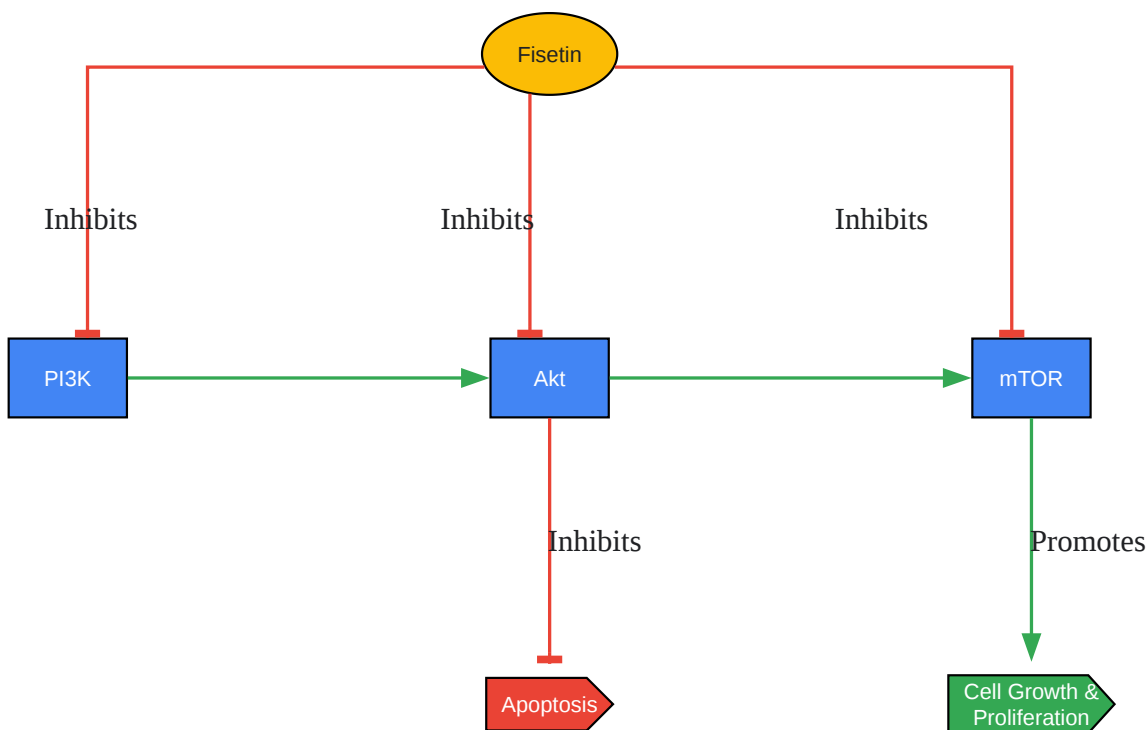 Fisetin
Inhibits
Inhibits
Inhibits
PI3K
Akt
mTOR
Inhibits
Promotes
Apoptosis
Cell Growth &
Proliferation